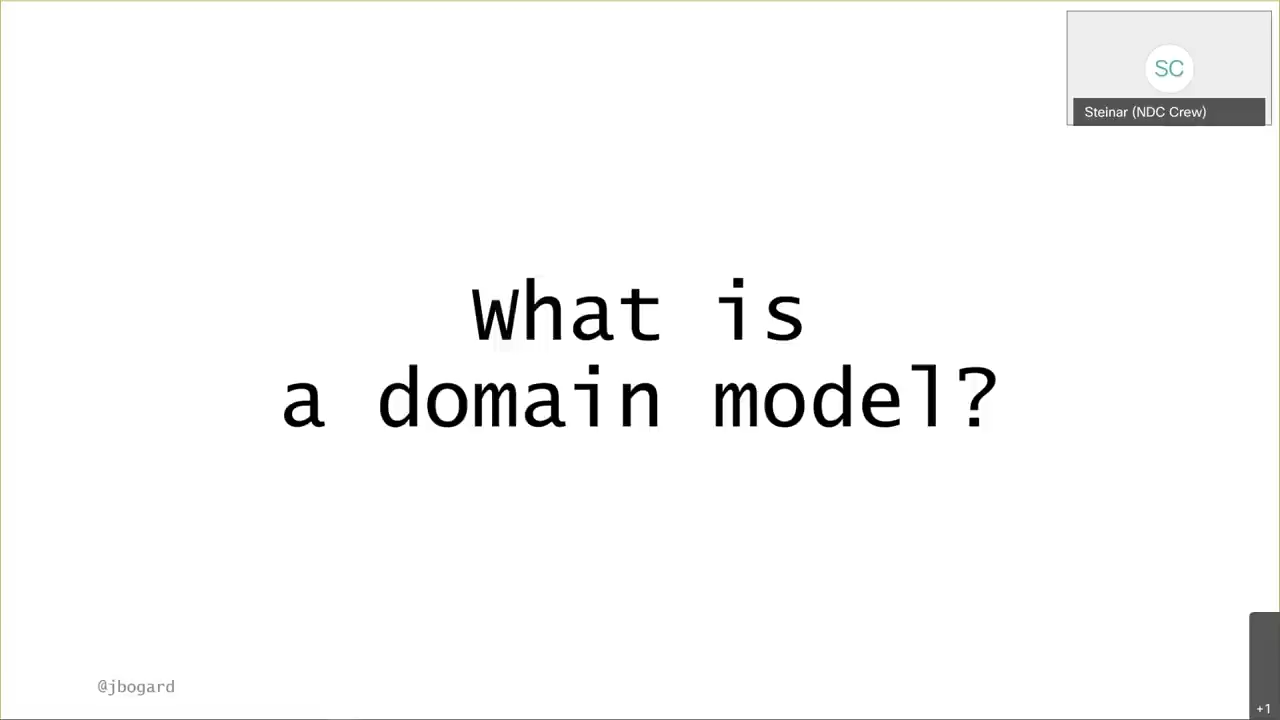 SC
Steinar (NDC Crew)
What is
a domain model?
@jbogard
+1